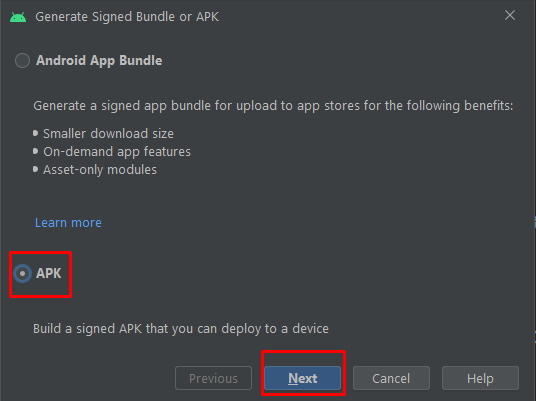 Generate Signed Bundle or APK
Android App Bundle
Generate a signed app bundle for upload to app stores for the following benefits:
• Smaller download size
• On-demand app features
• Asset-only modules
Learn more
APK
Build a signed APK that you can deploy to a device
Previous Next Cancel Help